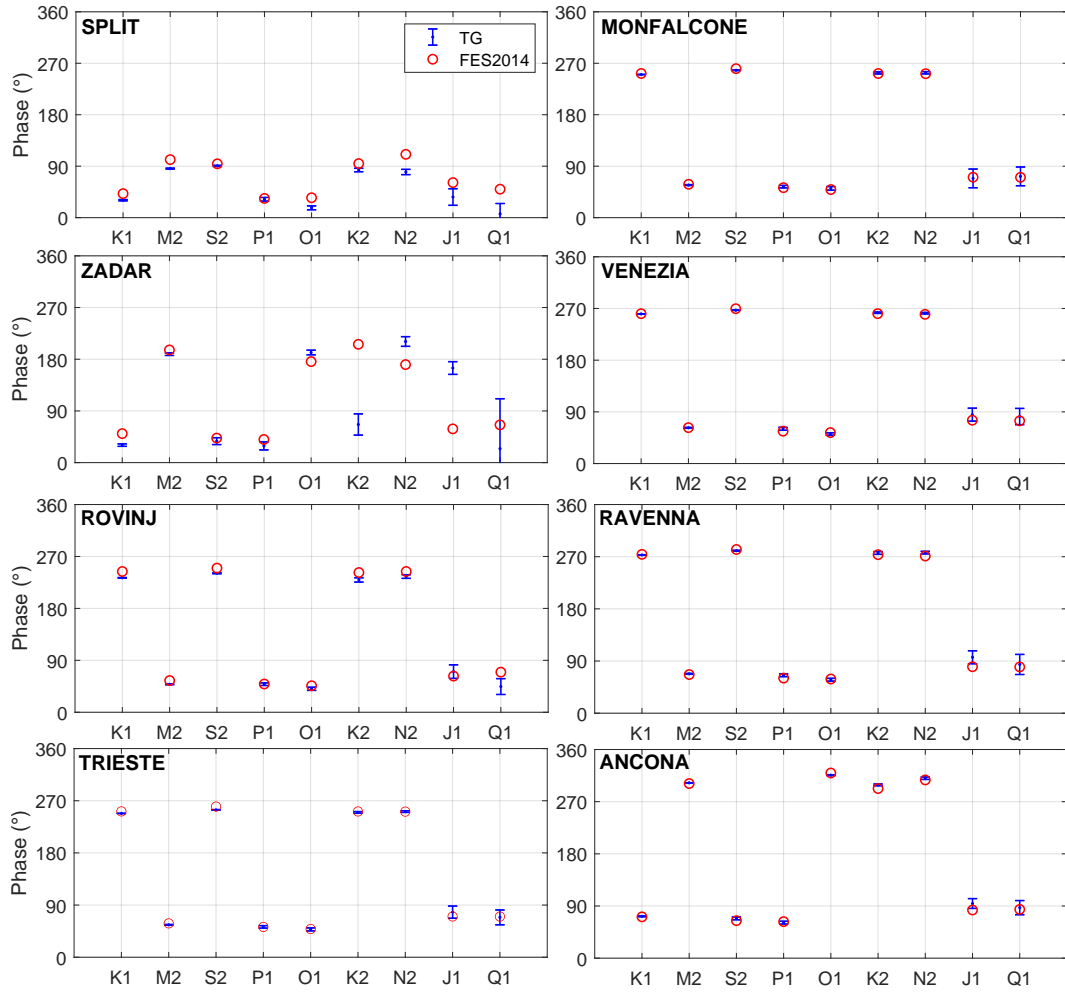 SPLIT
TG
FES2014
Phase (°)
360
270
180
90
0
K1 M2 S2 P1 O1 K2 N2 J1 Q1
MONFALCONE
360
270
180
90
0
K1 M2 S2 P1 O1 K2 N2 J1 Q1
ZADAR
Phase (°)
360
270
180
90
0
K1 M2 S2 P1 O1 K2 N2 J1 Q1
VENEZIA
360
270
180
90
0
K1 M2 S2 P1 O1 K2 N2 J1 Q1
ROVINJ
Phase (°)
360
270
180
90
0
K1 M2 S2 P1 O1 K2 N2 J1 Q1
RAVENNA
360
270
180
90
0
K1 M2 S2 P1 O1 K2 N2 J1 Q1
TRIESTE
Phase (°)
360
270
180
90
0
K1 M2 S2 P1 O1 K2 N2 J1 Q1
ANCONA
360
270
180
90
0
K1 M2 S2 P1 O1 K2 N2 J1 Q1